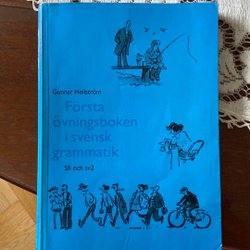 Gunnar Hellström
Första
övningsboken
i svensk
grammatik
Sfi och sv2